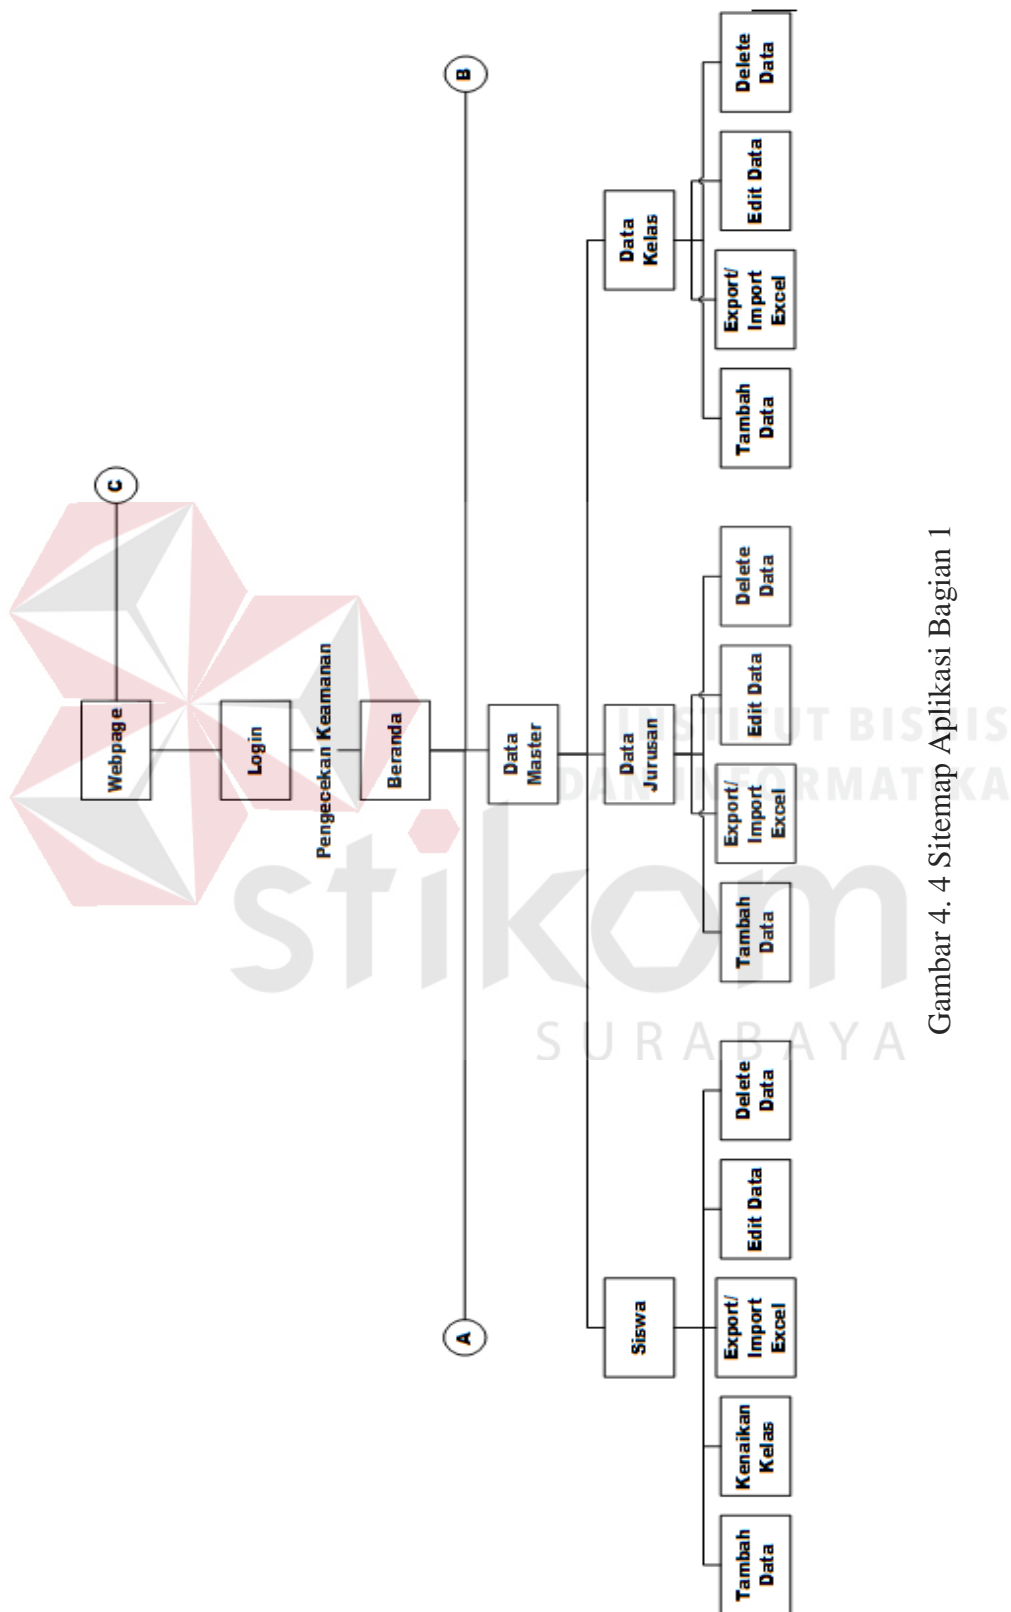 Webpage
C
Login
Pengecekan Keamanan
Beranda
A
B
Data
Master
Siswa
Data
Jurusan
Data
Kelas
Tambah
Data
Kenaikan
Kelas
Export/
Import
Excel
Edit Data
Delete
Data
Tambah
Data
Export/
Import
Excel
Edit Data
Delete
Data
Tambah
Data
Export/
Import
Excel
Edit Data
Delete
Data
Gambar 4. 4 Sitemap Aplikasi Bagian 1
INSTITUT BISNIS
DAN INFORMATIKA
stikom
SURABAYA